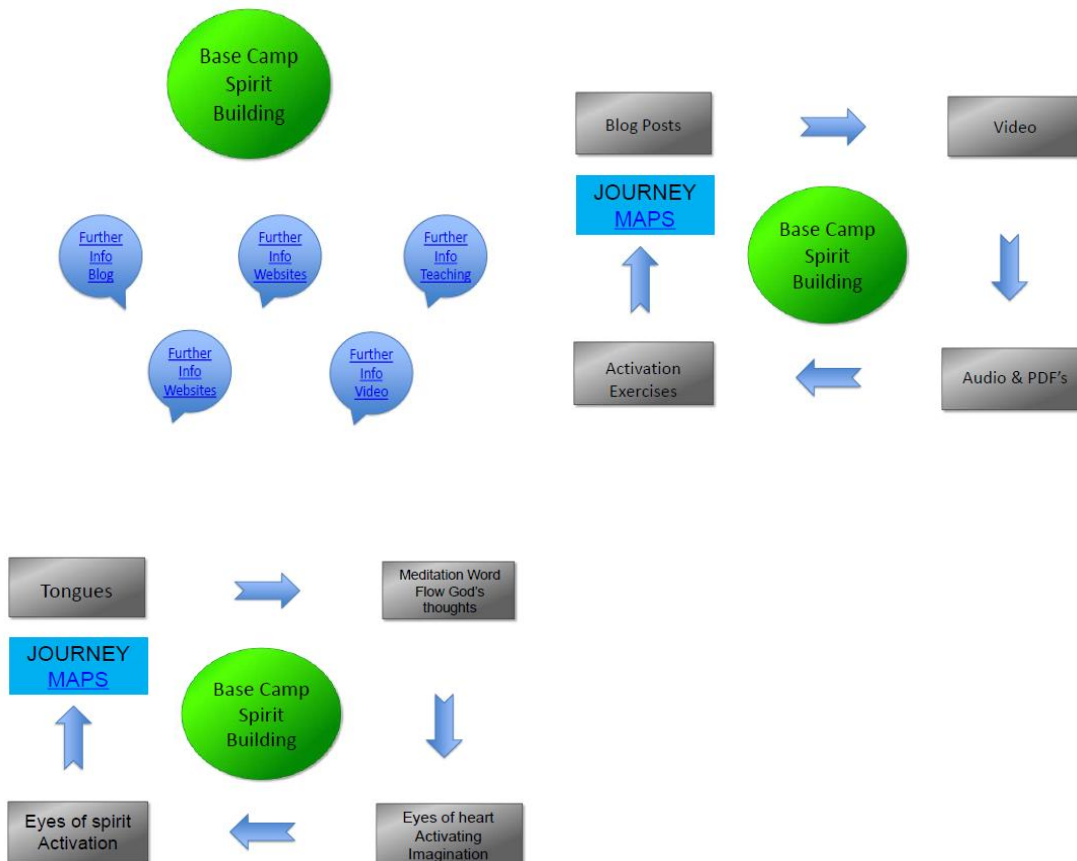 Base Camp
Spirit
Building
Further
Info
Blog
Further
Info
Websites
Further
Info
Teaching
Further
Info
Websites
Further
Info
Video
Blog Posts
Video
JOURNEY
MAPS
Base Camp
Spirit
Building
Activation
Exercises
Audio & PDF's
Tongues
Meditation Word
Flow God's
thoughts
JOURNEY
MAPS
Base Camp
Spirit
Building
Eyes of spirit
Activation
Eyes of heart
Activating
Imagination